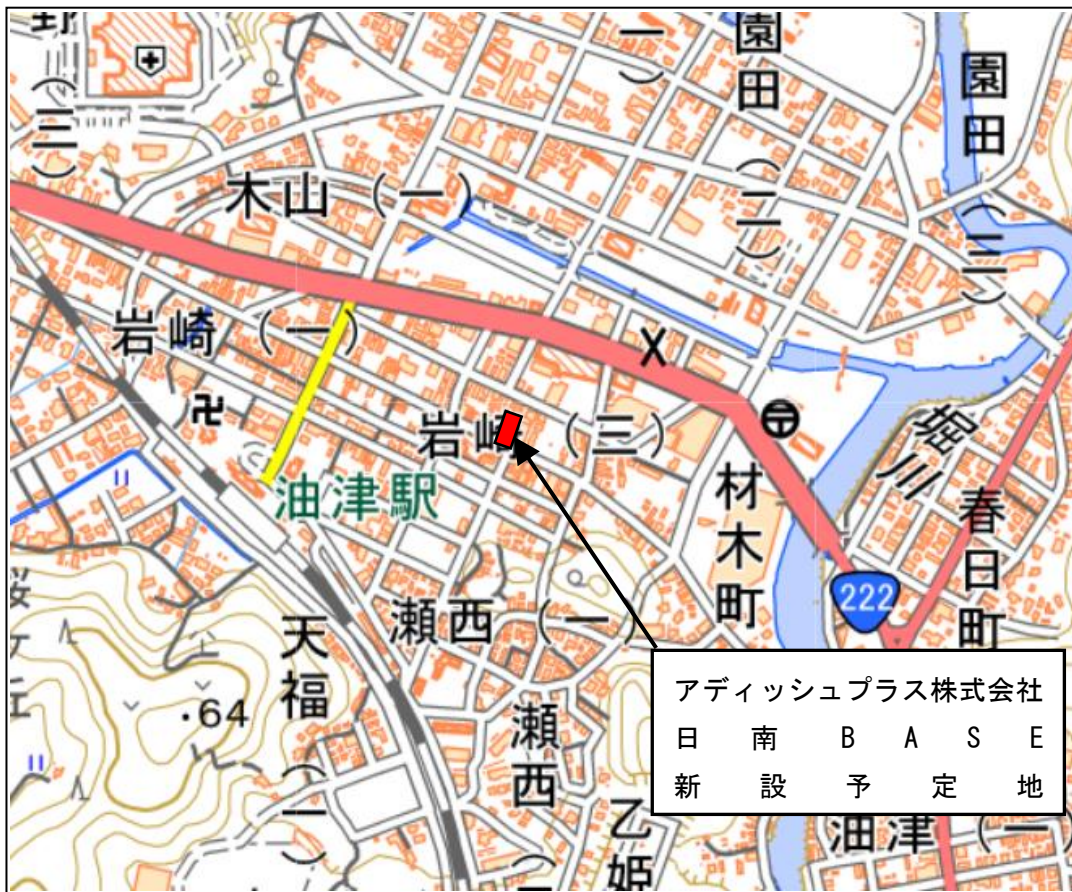 園田（二）
園田（三）
木山（一）
岩崎（一）
岩崎（三）
油津駅
堀川
材木町
春日町
222
瀬西（一）
天福（二）
・64
瀬西（二
乙姫
油津（一）
アディッシュプラス株式会社
日南BASE
新設予定地